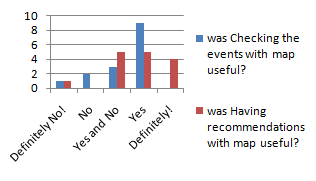 10
8
6
4
2
0
Definitely No!
No
Yes and No
Yes
Definitely!
was Checking the
events with map
useful?
was Having
recommendations
with map useful?